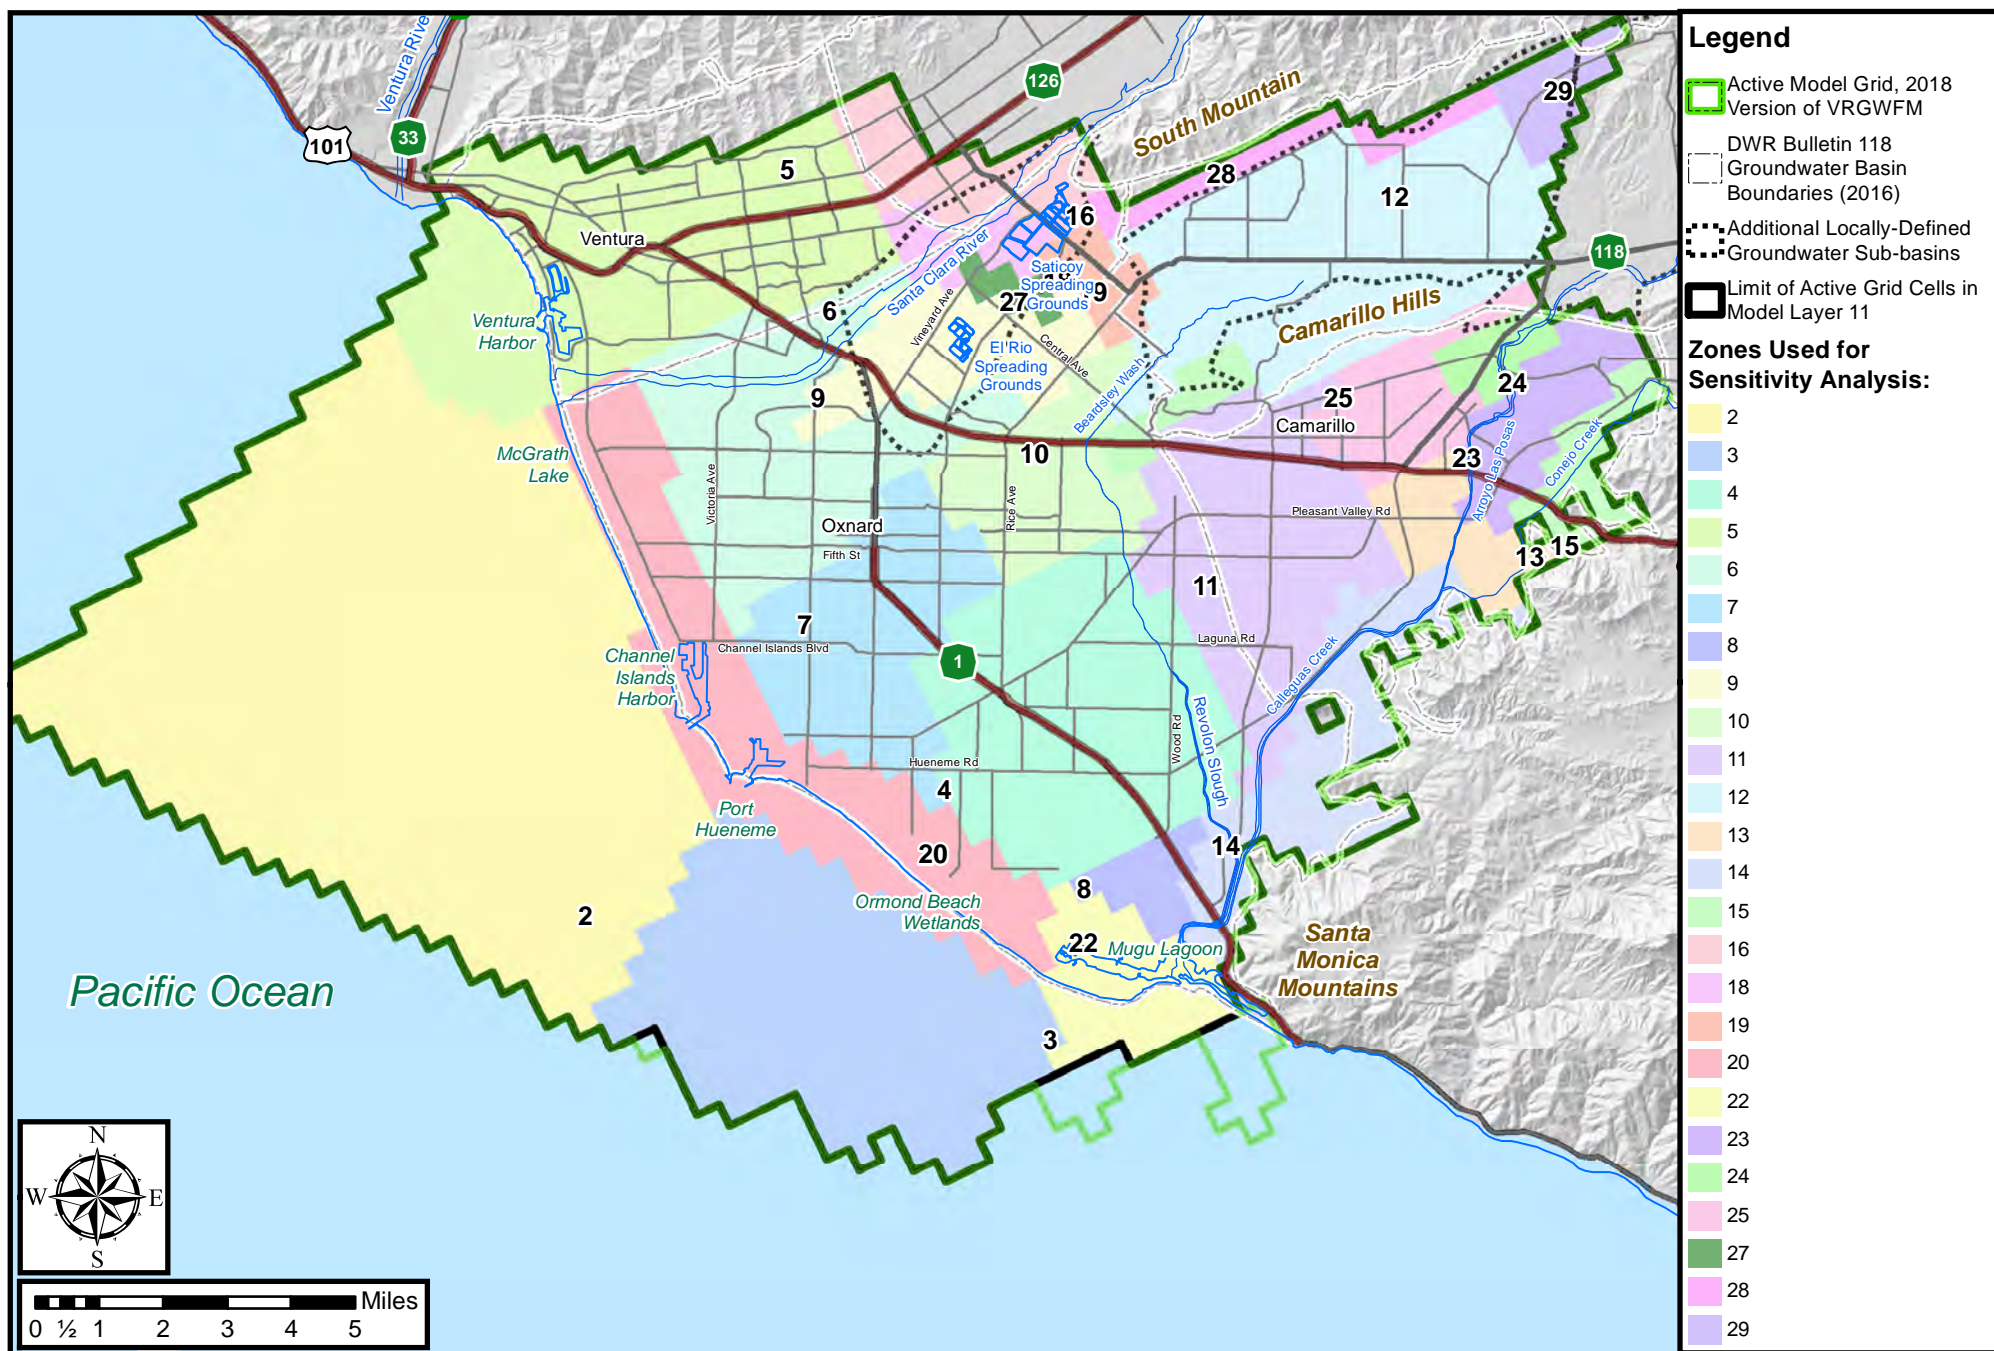 Ventura River
33
101
126
South Mountain
29
28
12
5
16
118
Ventura
Santa Clara River
Saticoy
Spreading
Grounds
18
19
27
6
Vineyard Ave
Central Ave
El Rio
Spreading
Grounds
Camarillo Hills
Ventura
Harbor
Beardsley Wash
9
25
24
Camarillo
McGrath
Lake
10
23
Arroyo Las Posas
Conejo Creek
Victoria Ave
Rice Ave
Pleasant Valley Rd
Oxnard
Fifth St
13
15
11
7
Channel Islands Blvd
Laguna Rd
Channel
Islands
Harbor
1
Calleguas Creek
Revolon Slough
Wood Rd
Hueneme Rd
4
Port
Hueneme
14
20
8
Ormond Beach
Wetlands
2
22
Mugu Lagoon
Santa
Monica
Mountains
Pacific Ocean
3
N
W
E
S
Miles
0 ½ 1 2 3 4 5
Legend
Active Model Grid, 2018
Version of VRGWFM
DWR Bulletin 118
Groundwater Basin
Boundaries (2016)
Additional Locally-Defined
Groundwater Sub-basins
Limit of Active Grid Cells in
Model Layer 11
Zones Used for
Sensitivity Analysis:
2
3
4
5
6
7
8
9
10
11
12
13
14
15
16
18
19
20
22
23
24
25
27
28
29